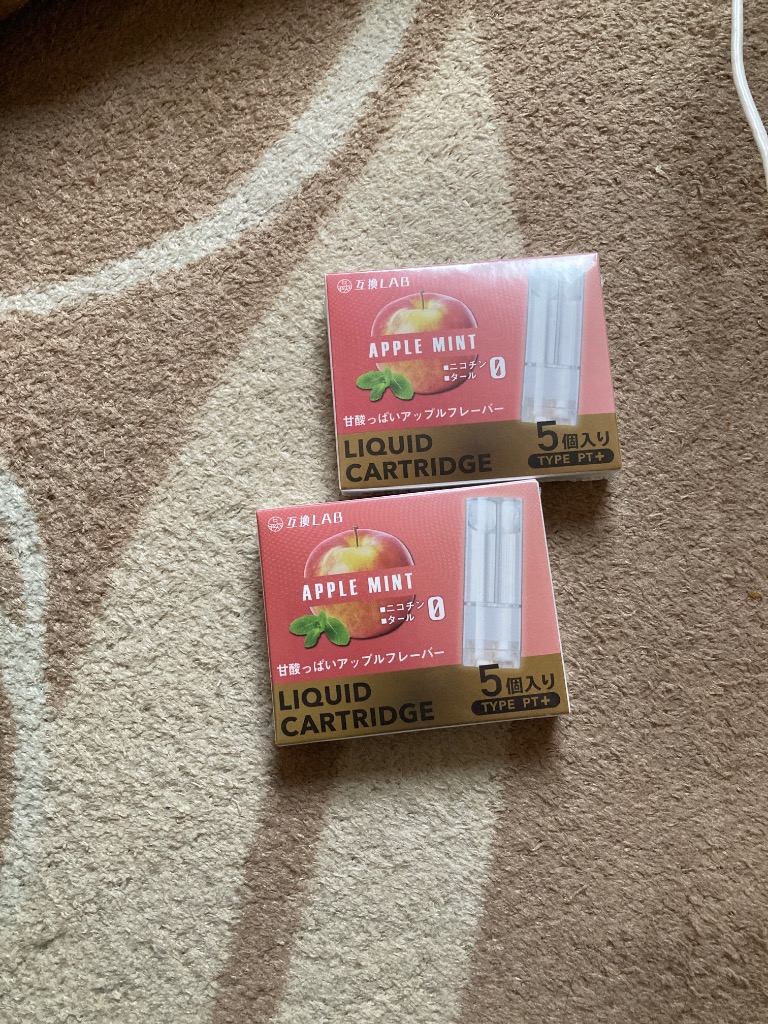 互換LAB
APPLE MINT
■ニコチン 0
■タール
甘酸っぱいアップルフレーバー
LIQUID
CARTRIDGE
5個入り
TYPE PT+
互換LAB
APPLE MINT
■ニコチン 0
■タール
甘酸っぱいアップルフレーバー
LIQUID
CARTRIDGE
5個入り
TYPE PT+